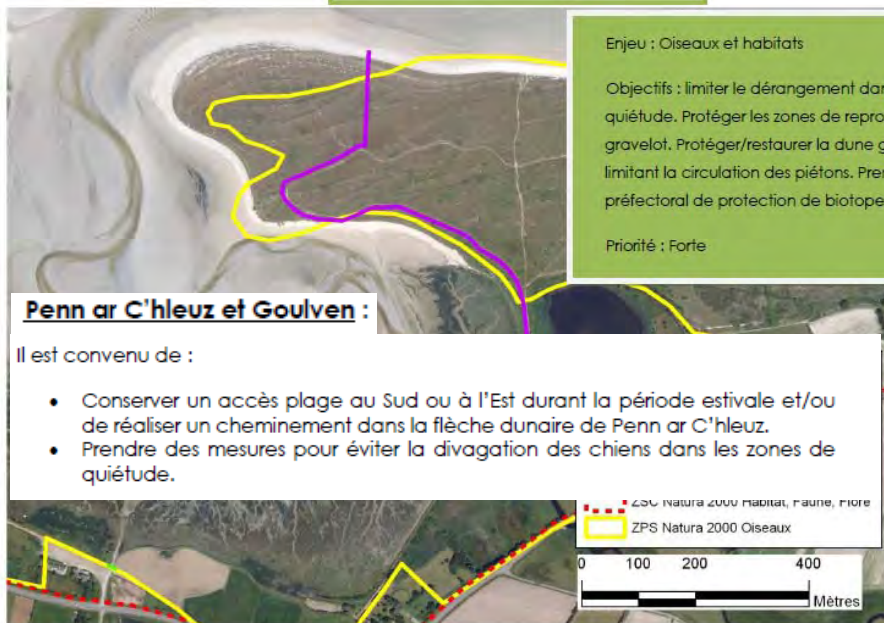 Enjeu : Oiseaux et habitats
Objectifs : limiter le dérangement dan
quiétude. Protéger les zones de repro
gravelot. Protéger/restaurer la dune g
limitant la circulation des piétons. Pren
préfectoral de protection de biotope
Priorité : Forte
Penn ar C'hleuz et Goulven :
Il est convenu de :
• Conserver un accès plage au Sud ou à l'Est durant la période estivale et/ou
de réaliser un cheminement dans la flèche dunaire de Penn ar C'hleuz.
• Prendre des mesures pour éviter la divagation des chiens dans les zones de
quiétude.
ZSC Natura 2000 Habitat, Faune, Flore
ZPS Natura 2000 Oiseaux
0 100 200 400
Mètres